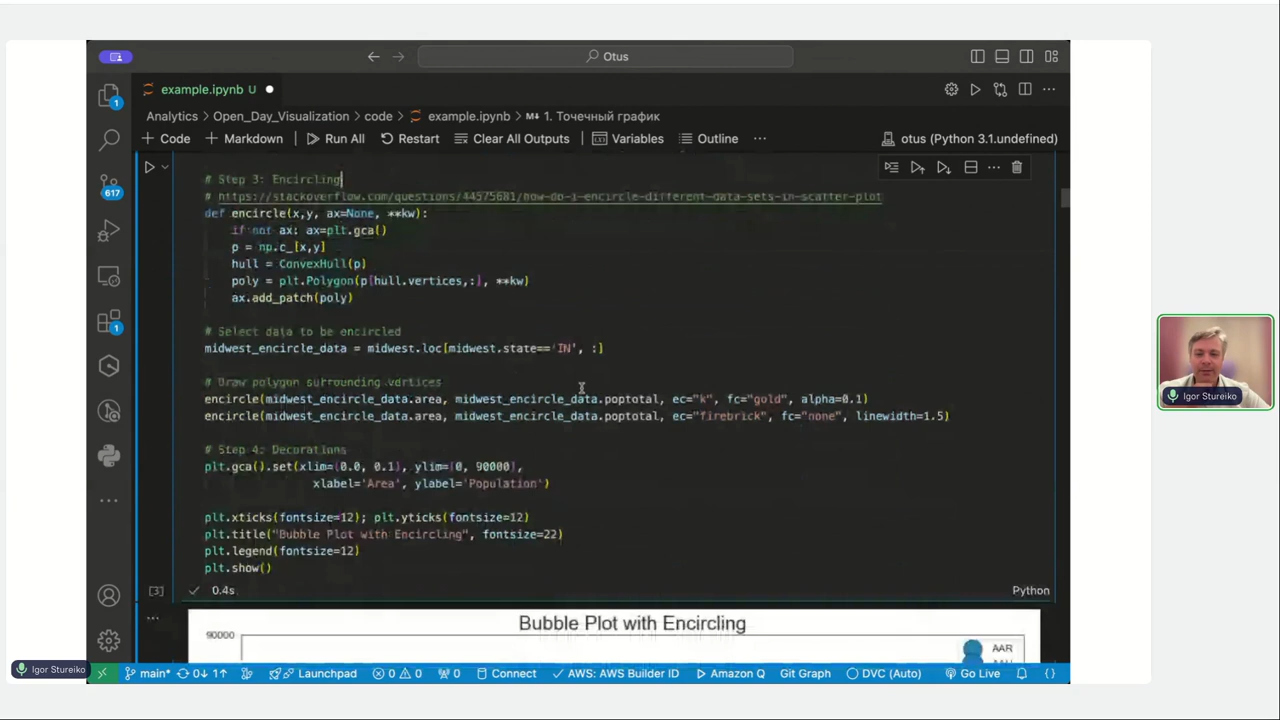 Otus
example.ipynb U
Analytics > Open_Day_Visualization > code > example.ipynb > M↓ 1. Точечный график
+ Code + Markdown Run All Restart Clear All Outputs Variables Outline ... otus (Python 3.1.undefined)
# Step 3: Encircling
# https://stackoverflow.com/questions/44575681/how-do-i-encircle-different-data-sets-in-scatter-plot
def encircle(x,y, ax=None, **kw):
if not ax: ax=plt.gca()
p = np.c_[x,y]
hull = ConvexHull(p)
poly = plt.Polygon(p[hull.vertices,:], **kw)
ax.add_patch(poly)
# Select data to be encircled
midwest_encircle_data = midwest.loc[midwest.state=='IN', :]
# Draw polygon surrounding vertices
encircle(midwest_encircle_data.area, midwest_encircle_data.poptotal, ec="k", fc="gold", alpha=0.1)
encircle(midwest_encircle_data.area, midwest_encircle_data.poptotal, ec="firebrick", fc="none", linewidth=1.5)
# Step 4: Decorations
plt.gca().set(xlim=(0.0, 0.1), ylim=(0, 90000),
xlabel='Area', ylabel='Population')
plt.xticks(fontsize=12); plt.yticks(fontsize=12)
plt.title("Bubble Plot with Encircling", fontsize=22)
plt.legend(fontsize=12)
plt.show()
[3] 0.4s Python
Bubble Plot with Encircling
90000
AAR
1
617
1
Igor Stureiko
Igor Stureiko
main* 0↓ 1↑ Launchpad 0 0 0 Connect AWS: AWS Builder ID Amazon Q Git Graph DVC (Auto) Go Live {}